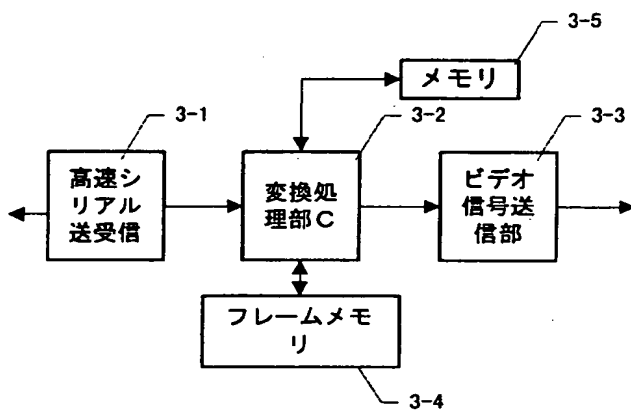 3-5
メモリ
3-1
3-2
3-3
高速シ
リアル
送受信
変換処
理部C
ビデオ
信号送
信部
フレームメモ
リ
3-4